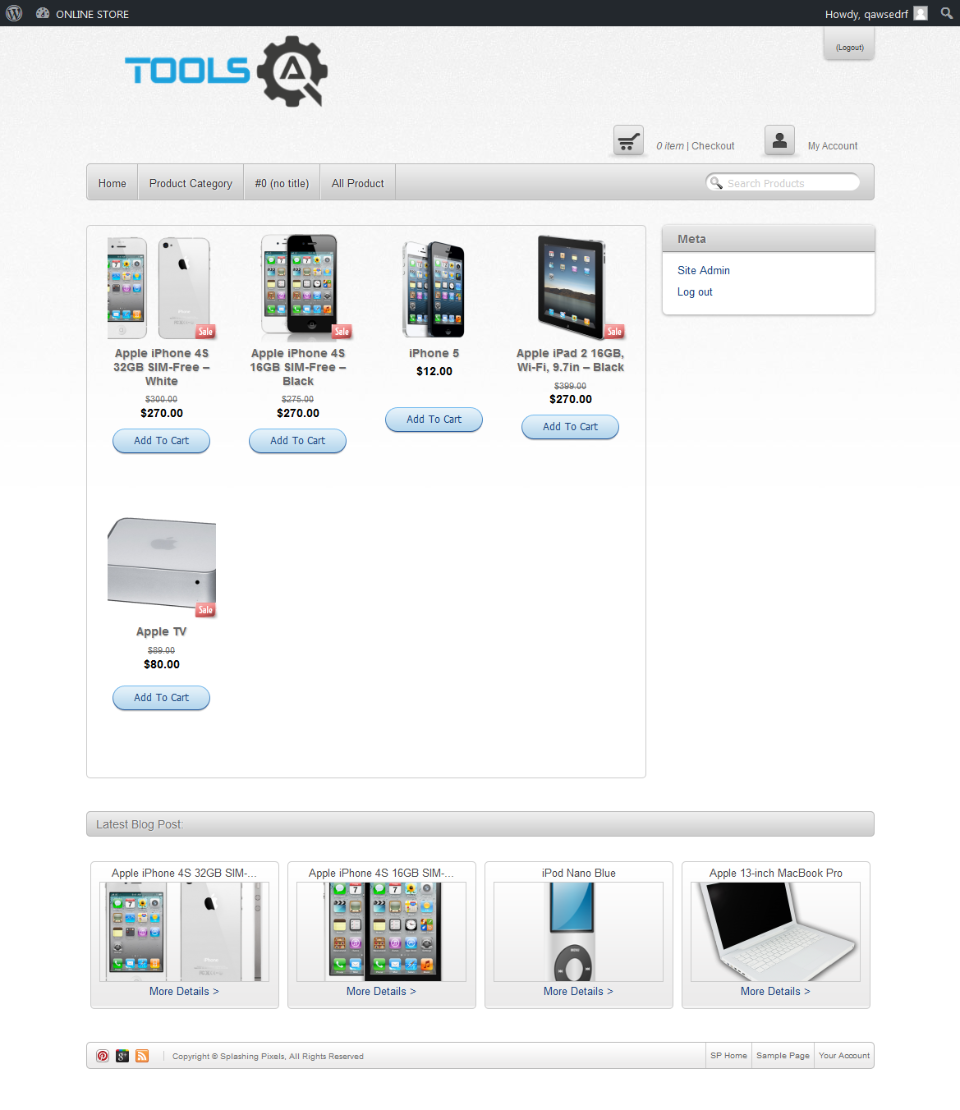 ONLINE STORE
Howdy, qawsedrf
(Logout)
TOOLS QA
0 item | Checkout
My Account
Home
Product Category
#0 (no title)
All Product
Search Products
Sale
Apple iPhone 4S
32GB SIM-Free –
White
$300.00
$270.00
Add To Cart
Sale
Apple iPhone 4S
16GB SIM-Free –
Black
$275.00
$270.00
Add To Cart
iPhone 5
$12.00
Add To Cart
Sale
Apple iPad 2 16GB,
Wi-Fi, 9.7in – Black
$399.00
$270.00
Add To Cart
Meta
Site Admin
Log out
Sale
Apple TV
$89.00
$80.00
Add To Cart
Latest Blog Post:
Apple iPhone 4S 32GB SIM-...
More Details >
Apple iPhone 4S 16GB SIM-...
More Details >
iPod Nano Blue
More Details >
Apple 13-inch MacBook Pro
More Details >
Copyright © Splashing Pixels, All Rights Reserved
SP Home
Sample Page
Your Account